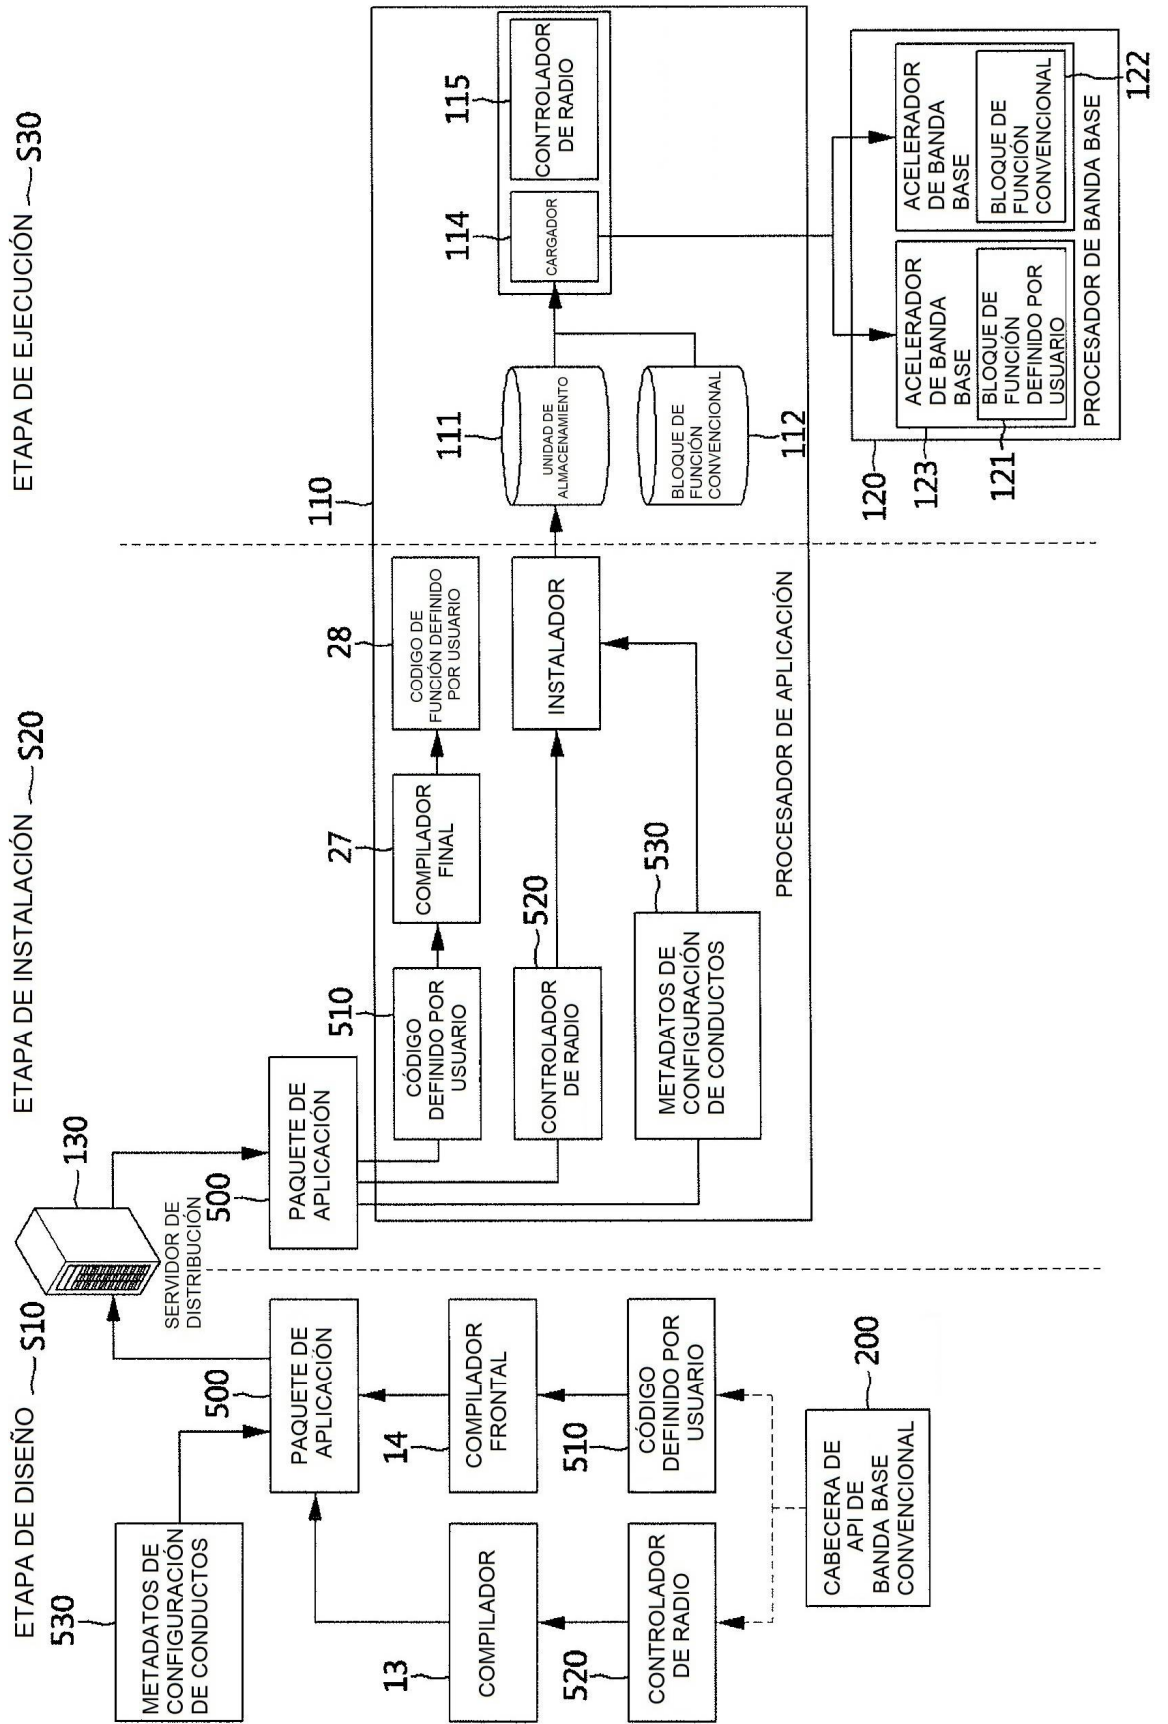 ETAPA DE DISEÑO S10
530
METADATOS DE
CONFIGURACIÓN
DE CONDUCTOS
500
PAQUETE DE
APLICACIÓN
13
COMPILADOR
14
COMPILADOR
FRONTAL
520
CONTROLADOR
DE RADIO
510
CÓDIGO
DEFINIDO POR
USUARIO
200
CABECERA DE
API DE
BANDA BASE
CONVENCIONAL
130
SERVIDOR DE
DISTRIBUCIÓN
ETAPA DE INSTALACIÓN S20
500
PAQUETE DE
APLICACIÓN
510
CÓDIGO
DEFINIDO POR
USUARIO
27
COMPILADOR
FINAL
28
CODIGO DE
FUNCIÓN DEFINIDO
POR USUARIO
520
CONTROLADOR
DE RADIO
INSTALADOR
530
METADATOS DE
CONFIGURACIÓN
DE CONDUCTOS
PROCESADOR DE APLICACIÓN
ETAPA DE EJECUCIÓN S30
110
111
UNIDAD DE
ALMACENAMIENTO
112
BLOQUE DE
FUNCIÓN
CONVENCIONAL
114
CARGADOR
115
CONTROLADOR
DE RADIO
120
123
ACELERADOR
DE BANDA
BASE
121
BLOQUE DE
FUNCIÓN
DEFINIDO POR
USUARIO
ACELERADOR
DE BANDA
BASE
122
BLOQUE DE
FUNCIÓN
CONVENCIONAL
PROCESADOR DE BANDA BASE